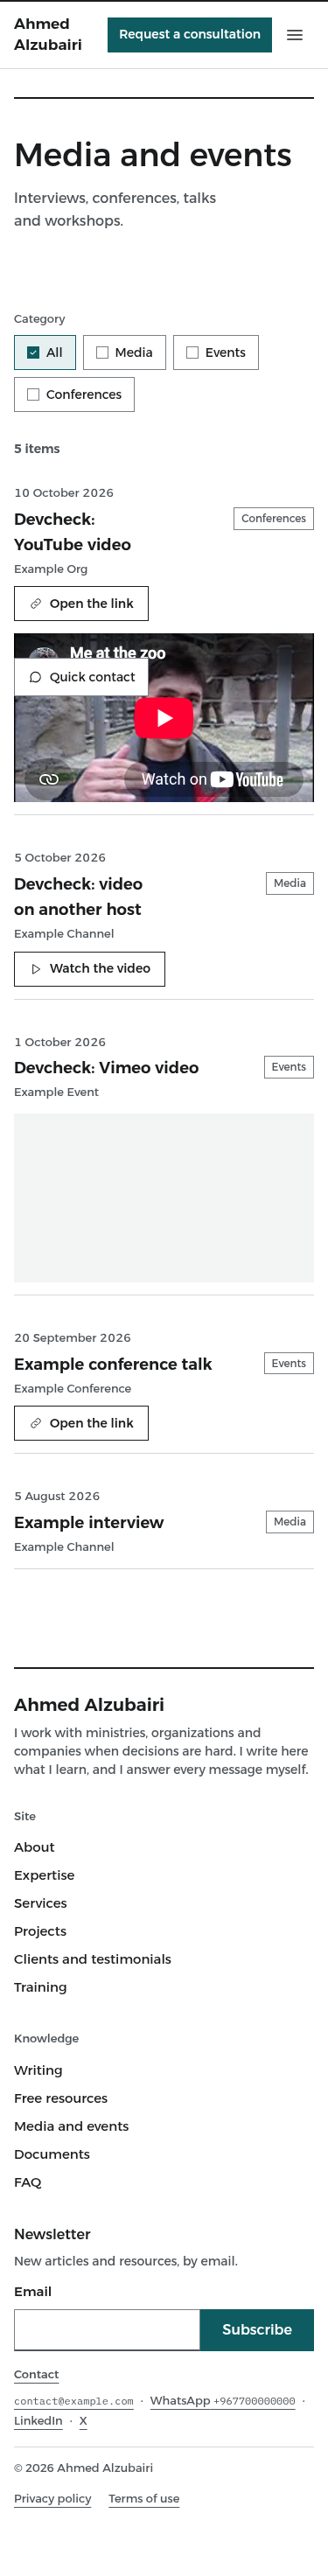 Ahmed
Alzubairi
Request a consultation
Media and events
Interviews, conferences, talks
and workshops.
Category
All
Media
Events
Conferences
5 items
10 October 2026
Devcheck:
YouTube video
Conferences
Example Org
Open the link
Me at the zoo
Quick contact
Watch on YouTube
5 October 2026
Devcheck: video
on another host
Media
Example Channel
Watch the video
1 October 2026
Devcheck: Vimeo video
Events
Example Event
20 September 2026
Example conference talk
Events
Example Conference
Open the link
5 August 2026
Example interview
Media
Example Channel
Ahmed Alzubairi
I work with ministries, organizations and
companies when decisions are hard. I write here
what I learn, and I answer every message myself.
Site
About
Expertise
Services
Projects
Clients and testimonials
Training
Knowledge
Writing
Free resources
Media and events
Documents
FAQ
Newsletter
New articles and resources, by email.
Email
Subscribe
Contact
contact@example.com · WhatsApp +967700000000 ·
LinkedIn · X
© 2026 Ahmed Alzubairi
Privacy policy
Terms of use